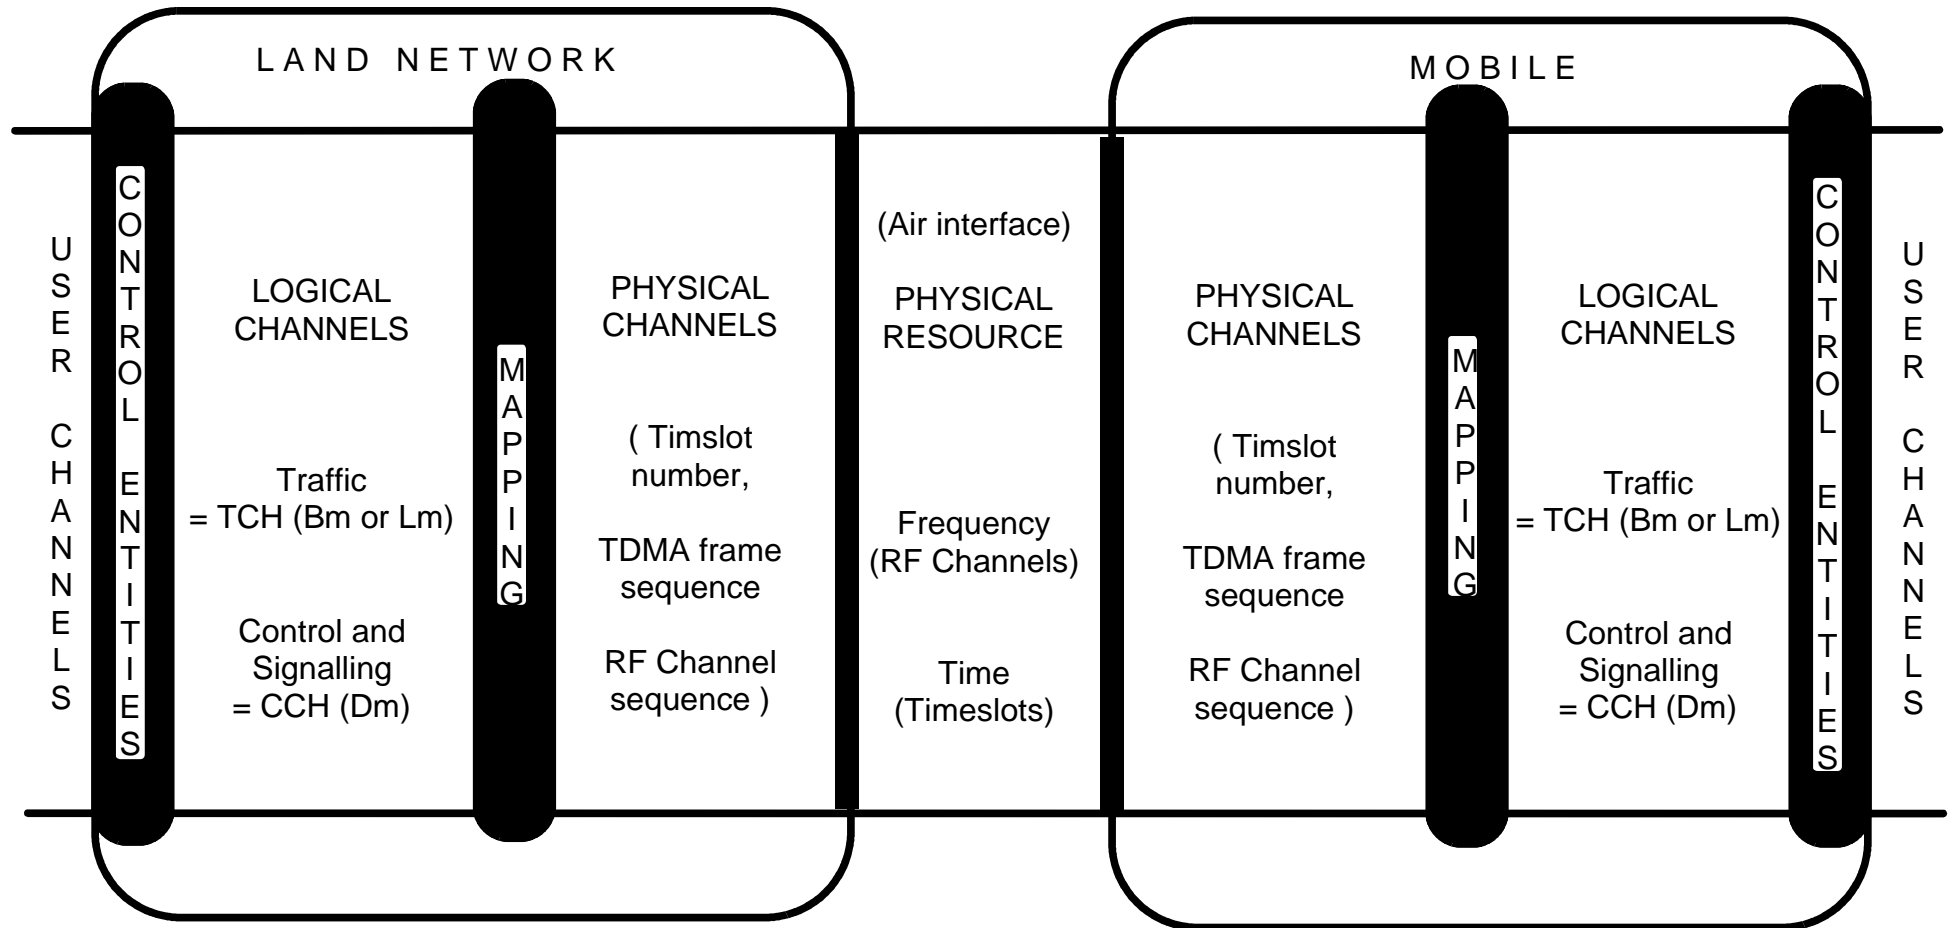 LAND NETWORK
MOBILE
USER CHANNELS
CONTROL ENTITIES
LOGICAL
CHANNELS
Traffic
= TCH (Bm or Lm)
Control and
Signalling
= CCH (Dm)
MAPPING
PHYSICAL
CHANNELS
( Timslot
number,
TDMA frame
sequence
RF Channel
sequence )
(Air interface)
PHYSICAL
RESOURCE
Frequency
(RF Channels)
Time
(Timeslots)
PHYSICAL
CHANNELS
( Timslot
number,
TDMA frame
sequence
RF Channel
sequence )
MAPPING
LOGICAL
CHANNELS
Traffic
= TCH (Bm or Lm)
Control and
Signalling
= CCH (Dm)
CONTROL ENTITIES
USER CHANNELS